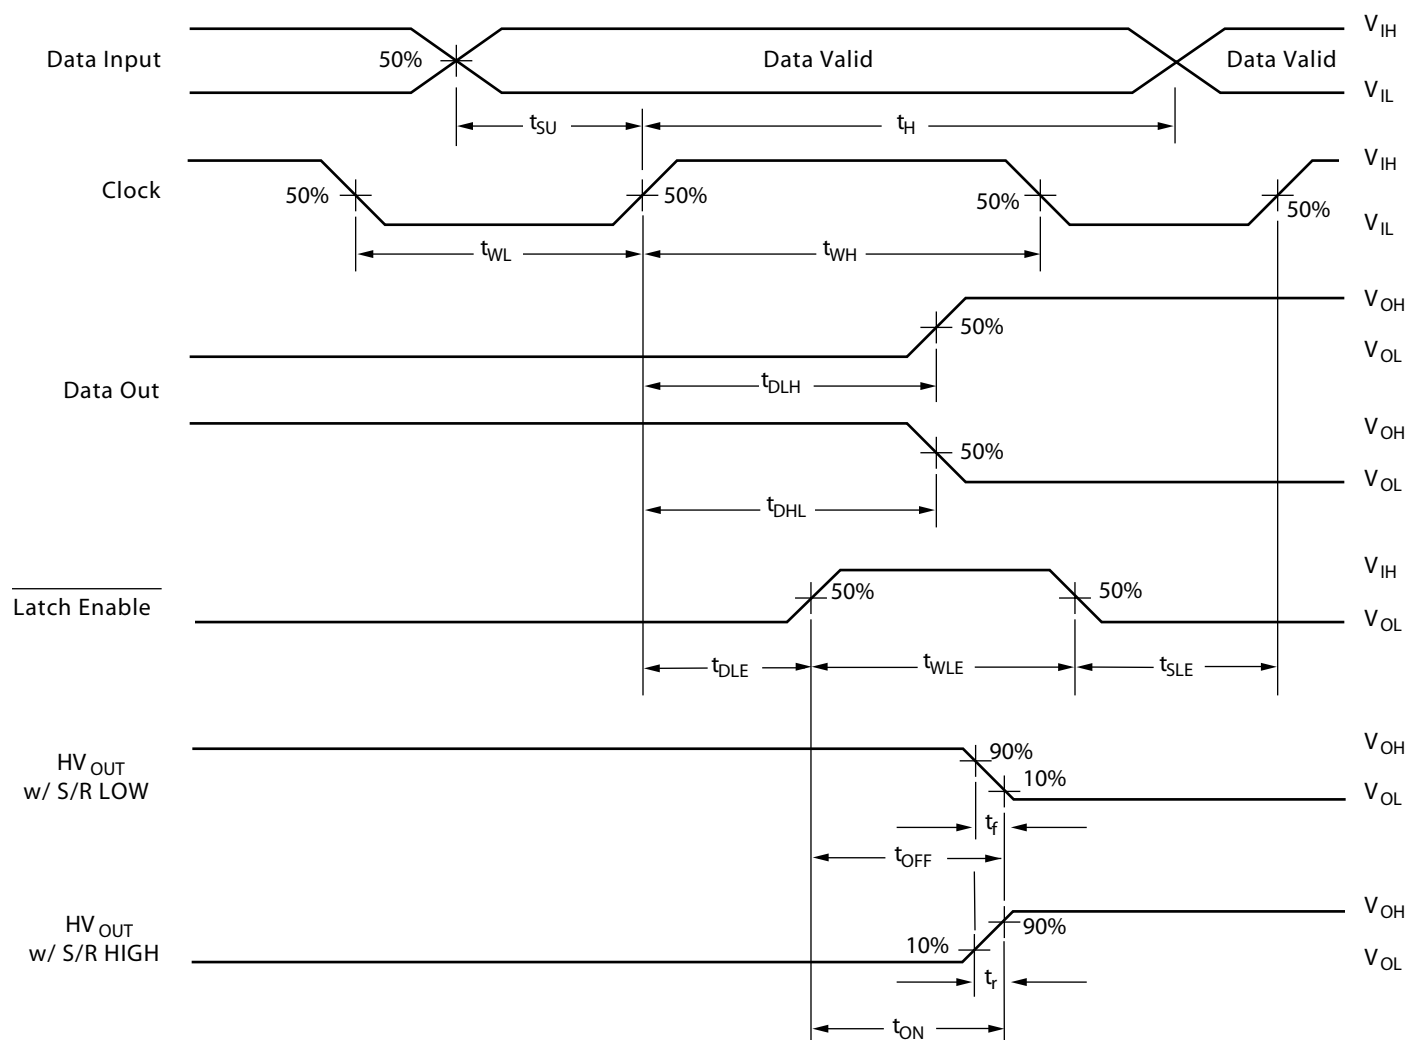 V_IH
Data Input 50% Data Valid Data Valid
V_IL
t_SU t_H
V_IH
Clock 50% 50% 50% 50%
V_IL
t_WL t_WH
V_OH
50%
V_OL
t_DLH
Data Out
V_OH
50%
V_OL
t_DHL
V_IH
Latch Enable 50% 50%
V_OL
t_DLE t_WLE t_SLE
V_OH
HV_OUT 90%
w/ S/R LOW 10%
V_OL
t_f
t_OFF
V_OH
HV_OUT 90%
w/ S/R HIGH 10%
V_OL
t_r
t_ON